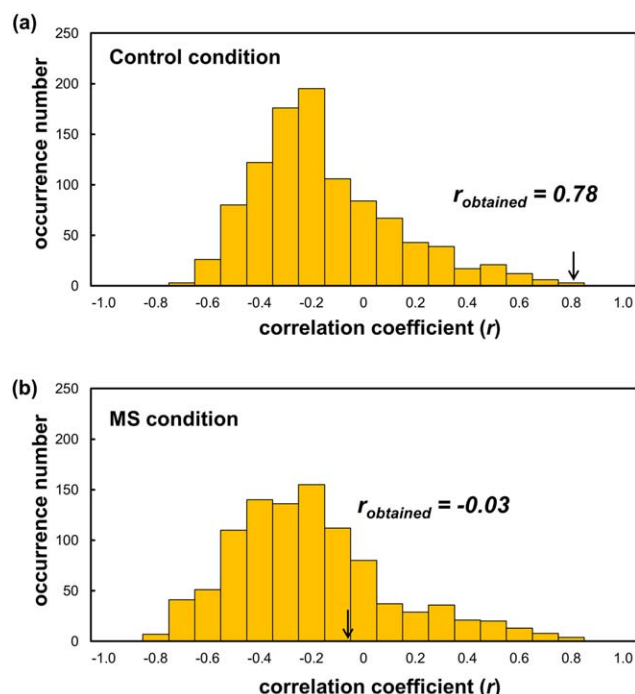 (a)
250
200
150
100
50
0
occurrence number
Control condition
r_obtained = 0.78
-1.0 -0.8 -0.6 -0.4 -0.2 0 0.2 0.4 0.6 0.8 1.0
correlation coefficient (r)
(b)
250
200
150
100
50
0
occurrence number
MS condition
r_obtained = -0.03
-1.0 -0.8 -0.6 -0.4 -0.2 0 0.2 0.4 0.6 0.8 1.0
correlation coefficient (r)